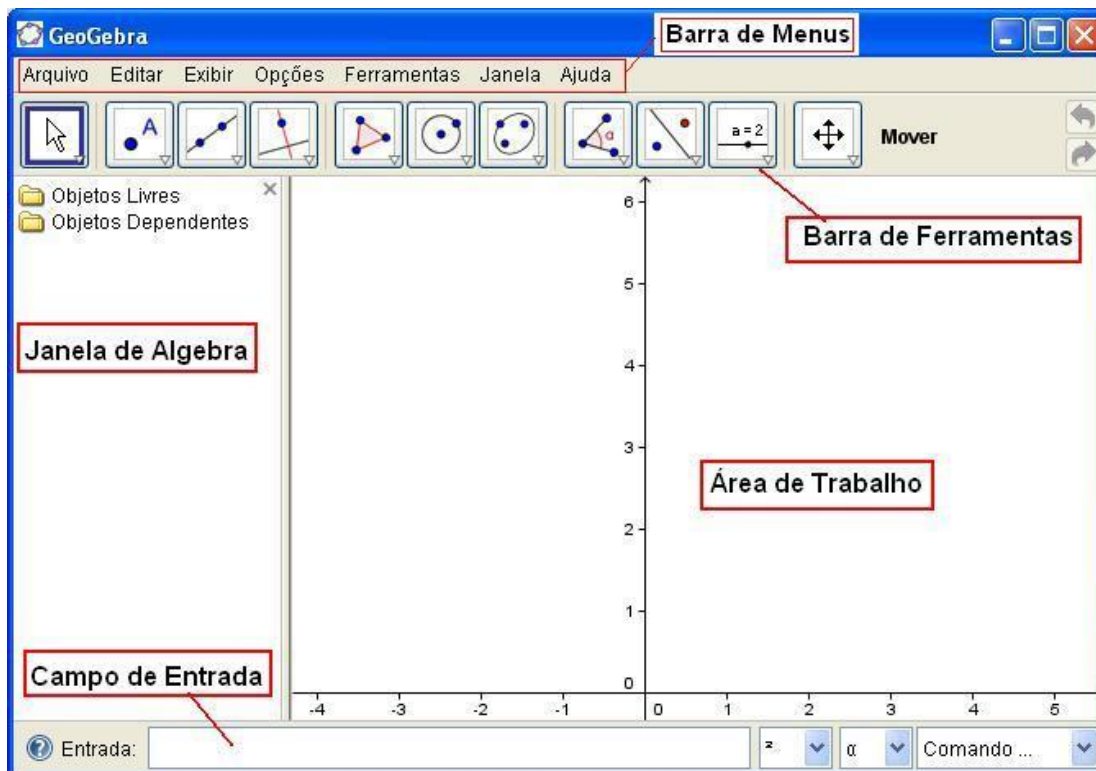 GeoGebra
Barra de Menus
Arquivo Editar Exibir Opções Ferramentas Janela Ajuda
A
α
a = 2
Mover
Objetos Livres
Objetos Dependentes
Barra de Ferramentas
Janela de Algebra
Área de Trabalho
Campo de Entrada
6
5
4
3
2
1
0
-4 -3 -2 -1 0 1 2 3 4 5
Entrada: ² α Comando ...